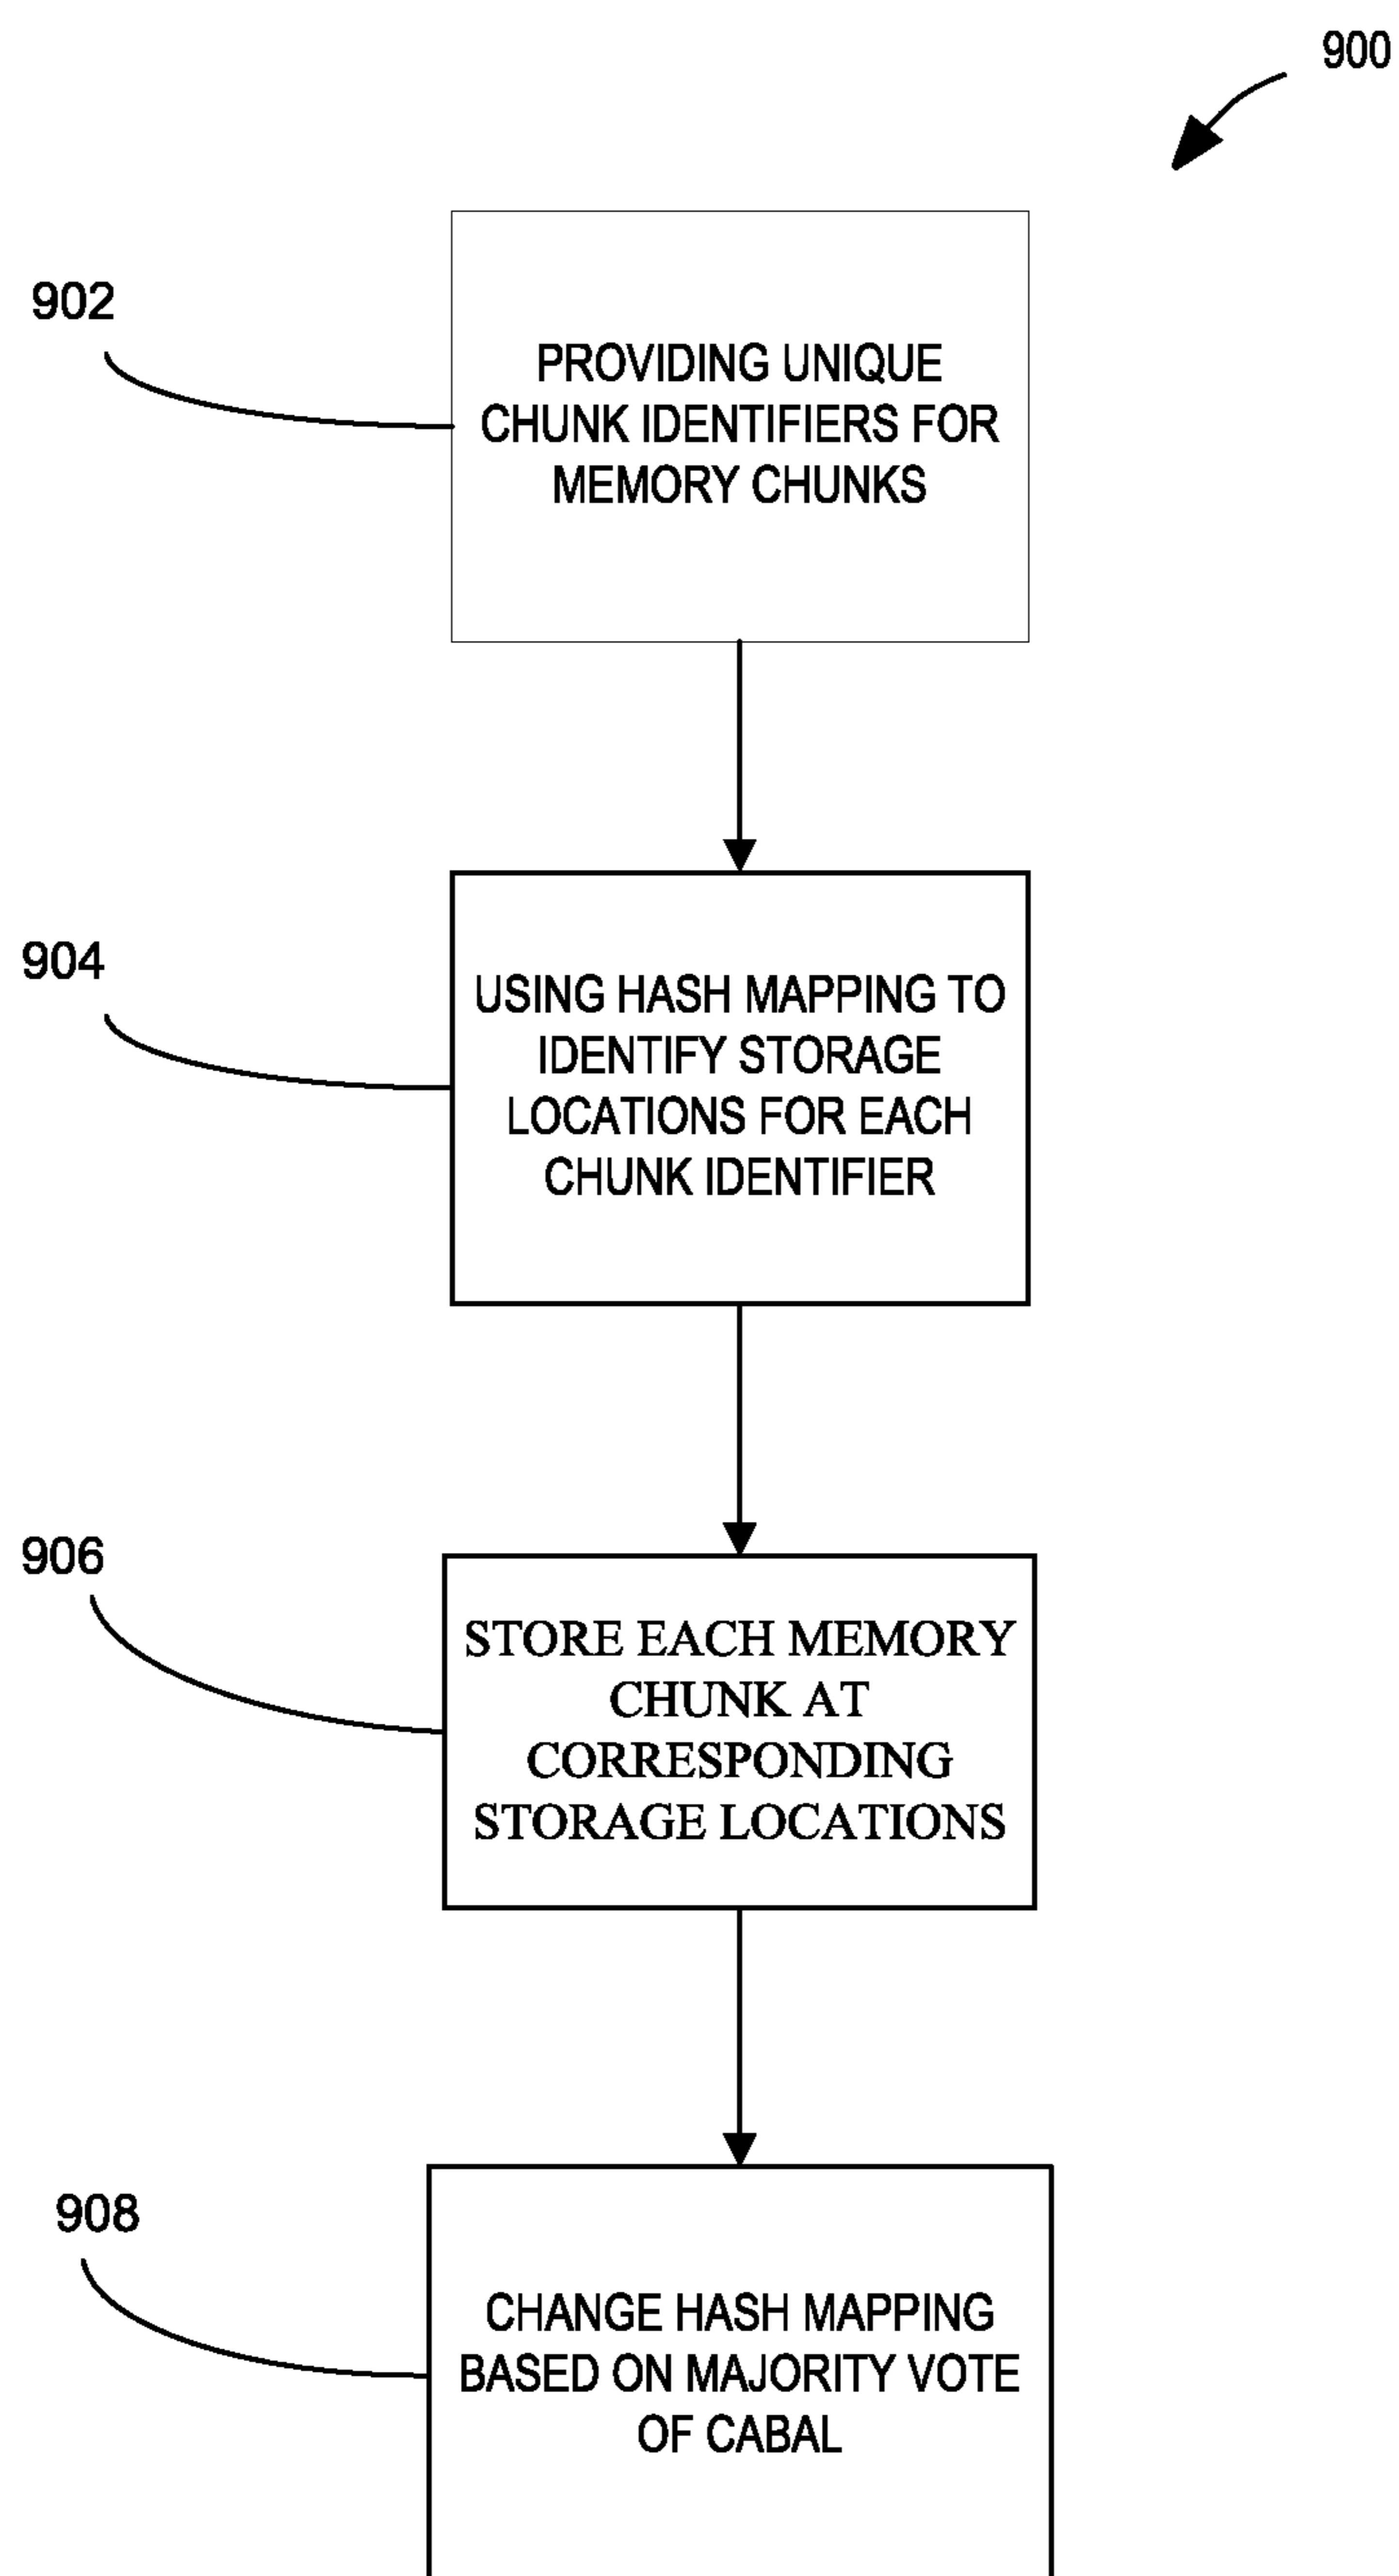 900
902
PROVIDING UNIQUE
CHUNK IDENTIFIERS FOR
MEMORY CHUNKS
904
USING HASH MAPPING TO
IDENTIFY STORAGE
LOCATIONS FOR EACH
CHUNK IDENTIFIER
906
STORE EACH MEMORY
CHUNK AT
CORRESPONDING
STORAGE LOCATIONS
908
CHANGE HASH MAPPING
BASED ON MAJORITY VOTE
OF CABAL